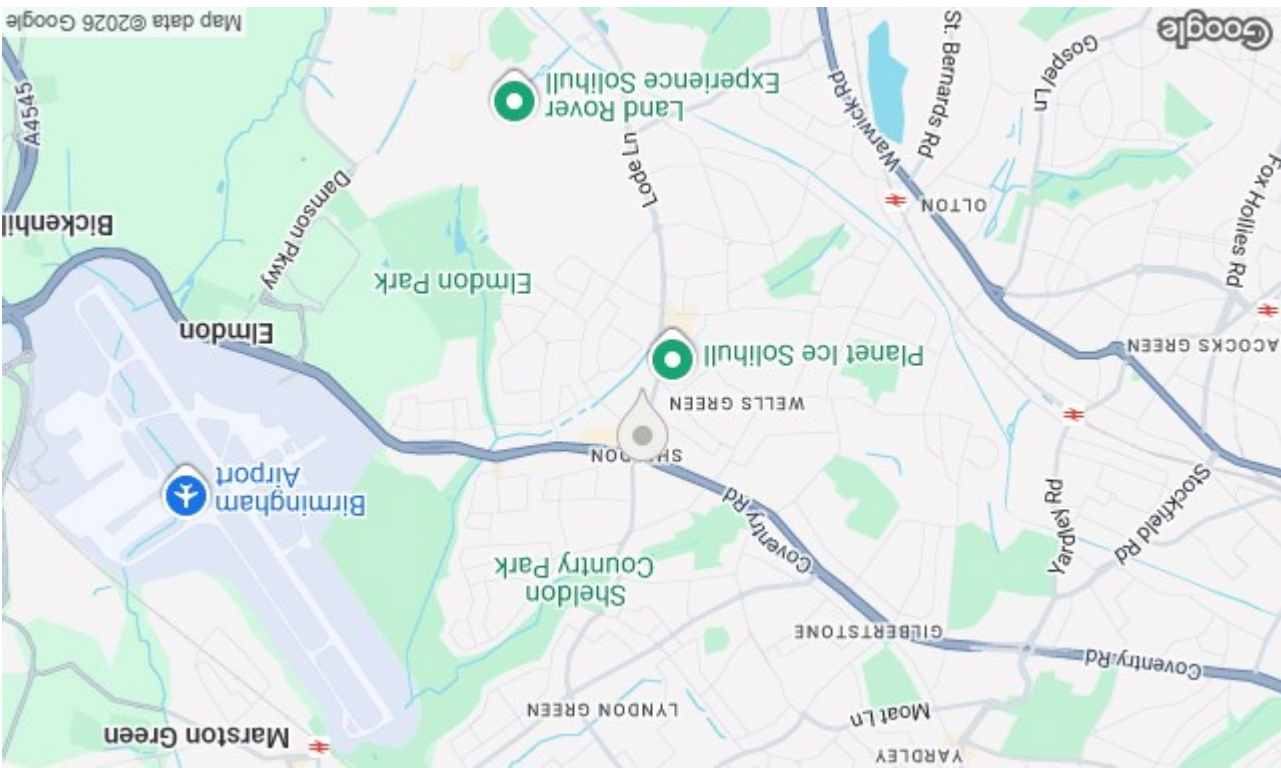 YARDLEY
Moat Ln
LYNDON GREEN
Marston Green
Coventry Rd
GILBERTSTONE
Sheldon
Country Park
Coventry Rd
Yardley Rd
Stockfield Rd
Birmingham
Airport
WELLS GREEN
Planet Ice Solihull
ACOCKS GREEN
Elmdon
Elmdon Park
Fox Hollies Rd
OLTON
Damson Pkwy
Bickenhil
Lode Ln
Warwick Rd
St. Bernards Rd
Gospel Ln
Land Rover
Experience Solihull
A4545
Google
Map data ©2026 Google